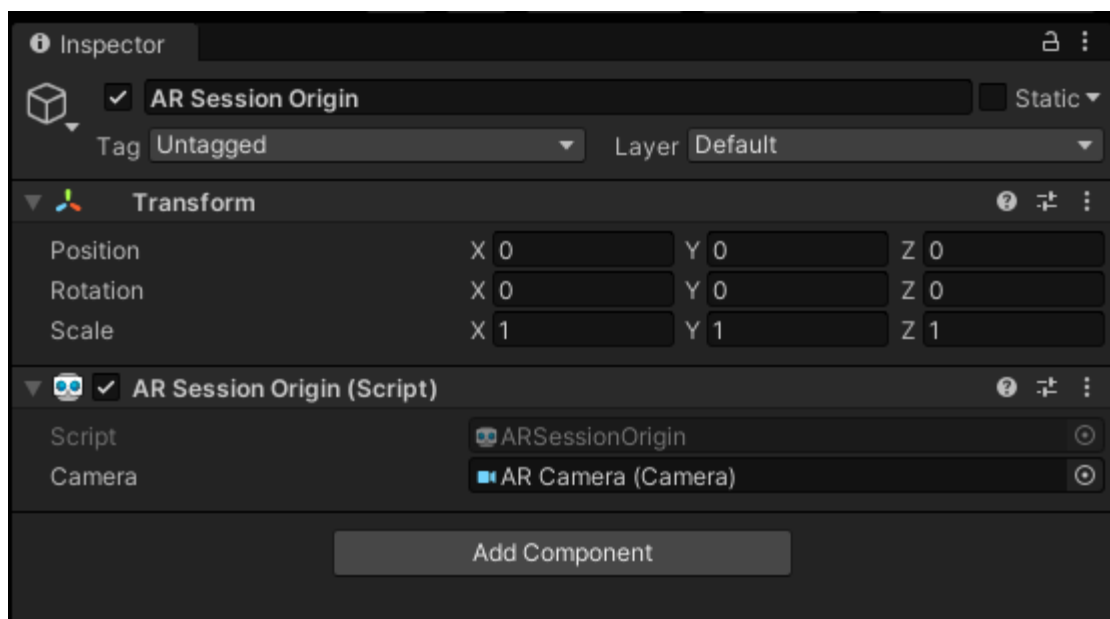 Inspector
AR Session Origin Static
Tag Untagged Layer Default
Transform
Position X 0 Y 0 Z 0
Rotation X 0 Y 0 Z 0
Scale X 1 Y 1 Z 1
AR Session Origin (Script)
Script ARSessionOrigin
Camera AR Camera (Camera)
Add Component